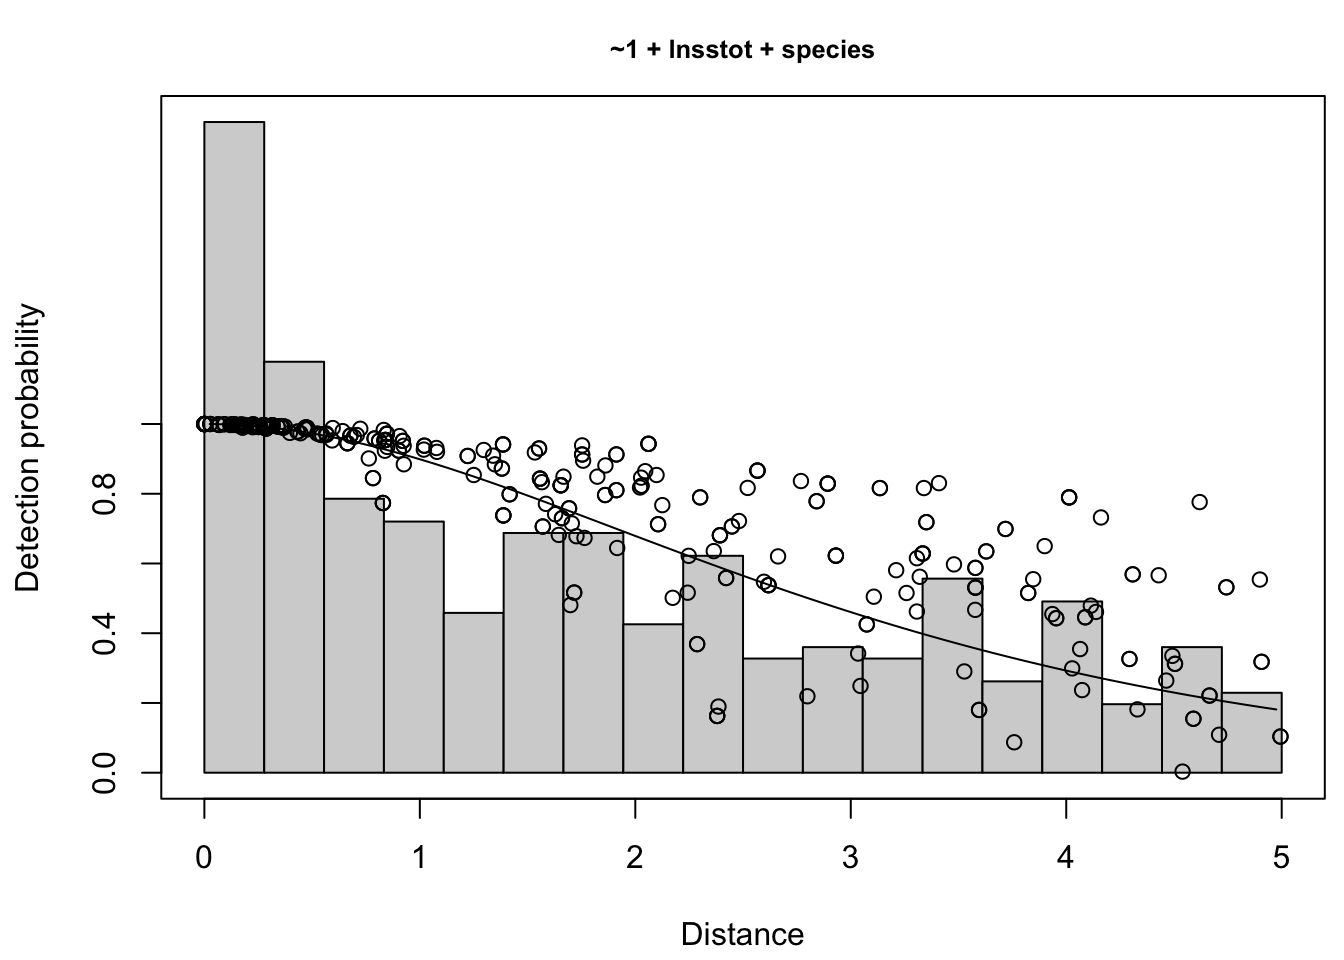 ~1 + lnsstot + species
Detection probability
0.8
0.4
0.0
0 1 2 3 4 5
Distance